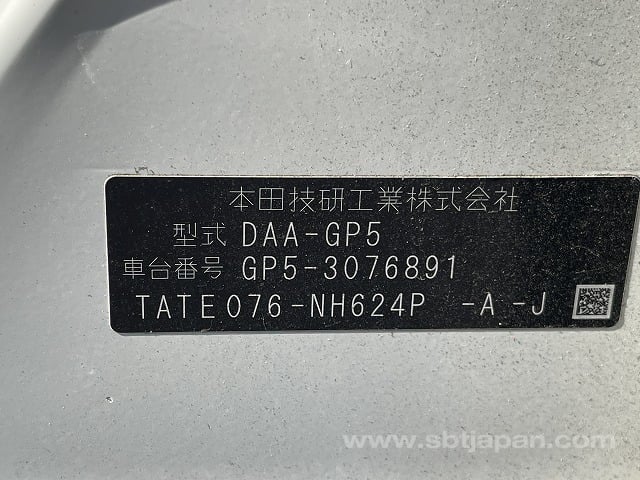 本田技研工業株式会社
型式 DAA-GP5
車台番号 GP5-3076891
TATE076-NH624P -A-J
www.sbtjapan.com